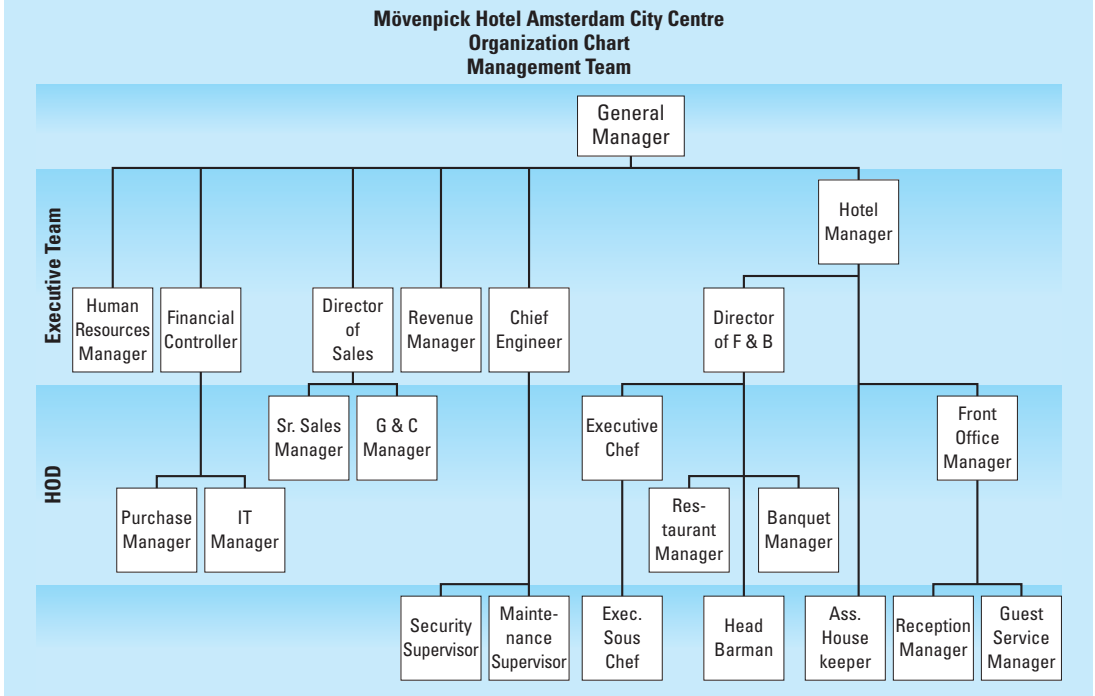 Mövenpick Hotel Amsterdam City Centre
Organization Chart
Management Team
General
Manager
Executive Team
Hotel
Manager
Human
Resources
Manager
Financial
Controller
Director
of
Sales
Revenue
Manager
Chief
Engineer
Director
of F & B
HOD
Sr. Sales
Manager
G & C
Manager
Executive
Chef
Front
Office
Manager
Purchase
Manager
IT
Manager
Res-
taurant
Manager
Banquet
Manager
Security
Supervisor
Mainte-
nance
Supervisor
Exec.
Sous
Chef
Head
Barman
Ass.
House
keeper
Reception
Manager
Guest
Service
Manager